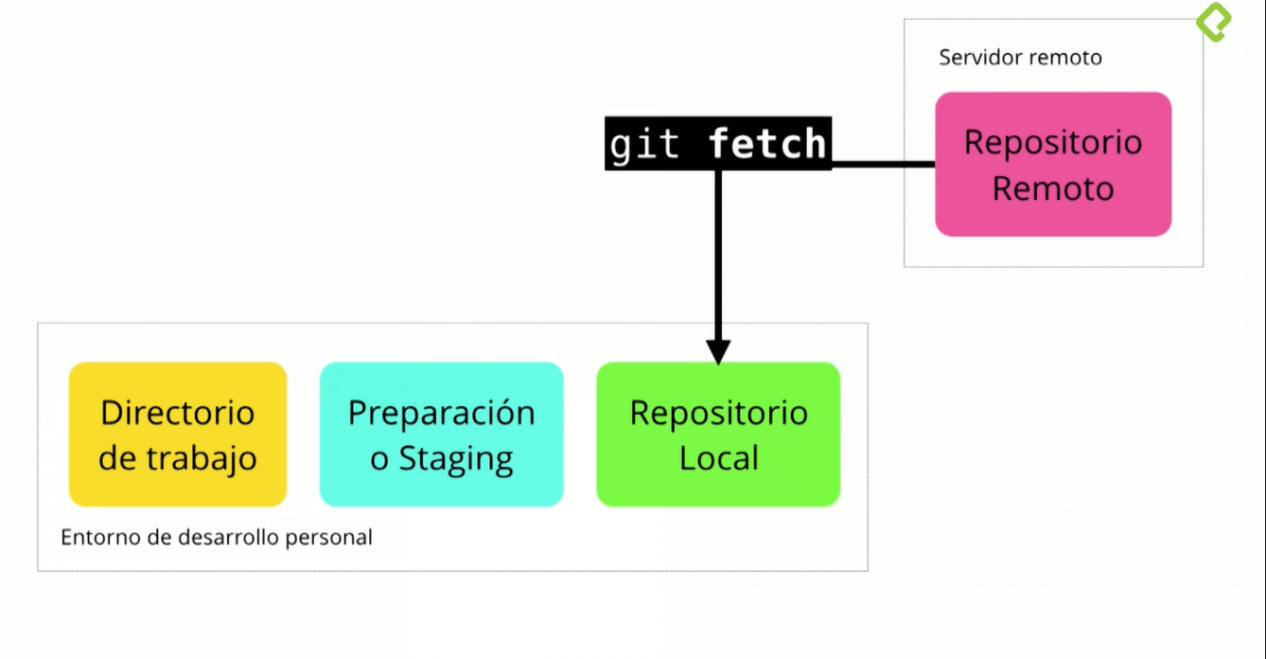 Servidor remoto
git fetch
Repositorio
Remoto
Directorio
de trabajo
Preparación
o Staging
Repositorio
Local
Entorno de desarrollo personal